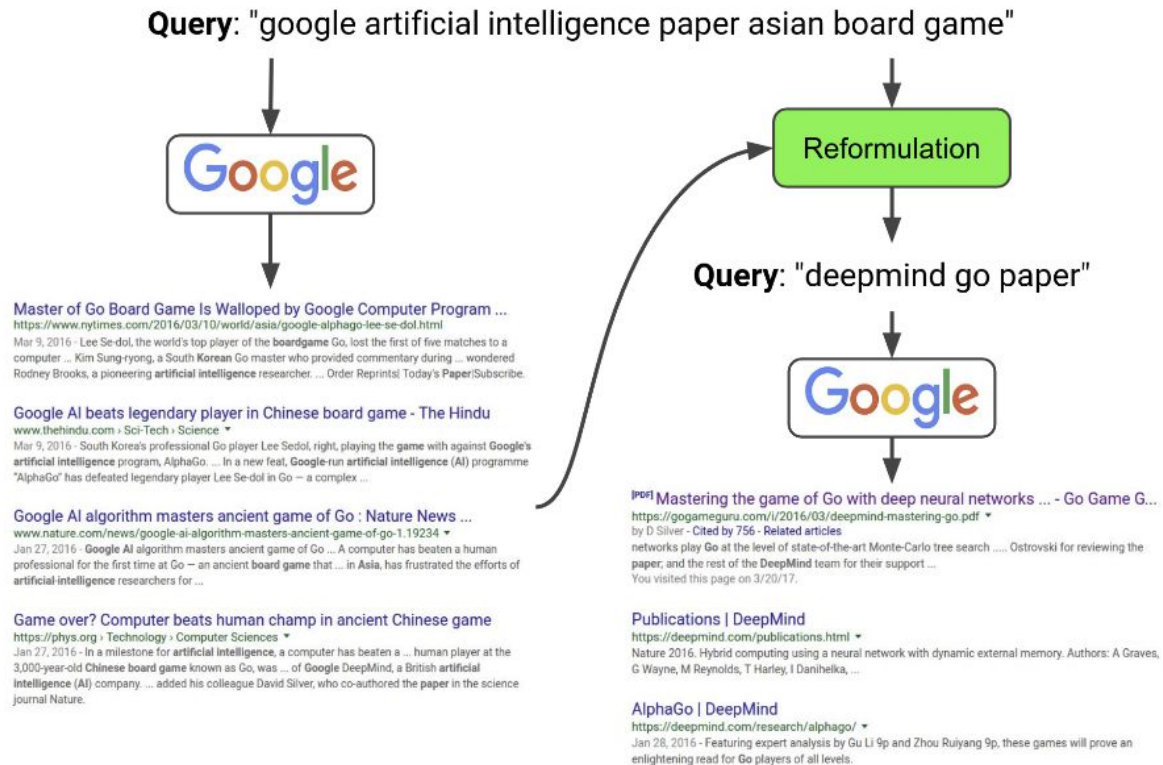 Query: "google artificial intelligence paper asian board game"
Google
Master of Go Board Game Is Walloped by Google Computer Program ...
https://www.nytimes.com/2016/03/10/world/asia/google-alphago-lee-se-dol.html
Mar 9, 2016 - Lee Se-dol, the world's top player of the boardgame Go, lost the first of five matches to a
computer ... Kim Sung-ryong, a South Korean Go master who provided commentary during ... wondered
Rodney Brooks, a pioneering artificial intelligence researcher. ... Order Reprints| Today's Paper|Subscribe.
Google AI beats legendary player in Chinese board game - The Hindu
www.thehindu.com › Sci-Tech › Science ▼
Mar 9, 2016 - South Korea's professional Go player Lee Sedol, right, playing the game with against Google's
artificial intelligence program, AlphaGo. ... In a new feat, Google-run artificial intelligence (AI) programme
"AlphaGo" has defeated legendary player Lee Se-dol in Go — a complex ...
Google AI algorithm masters ancient game of Go : Nature News ...
www.nature.com/news/google-ai-algorithm-masters-ancient-game-of-go-1.19234 ▼
Jan 27, 2016 - Google AI algorithm masters ancient game of Go ... A computer has beaten a human
professional for the first time at Go — an ancient board game that ... in Asia, has frustrated the efforts of
artificial-intelligence researchers for ...
Game over? Computer beats human champ in ancient Chinese game
https://phys.org › Technology › Computer Sciences ▼
Jan 27, 2016 - In a milestone for artificial intelligence, a computer has beaten a ... human player at the
3,000-year-old Chinese board game known as Go, was ... of Google DeepMind, a British artificial
intelligence (AI) company. ... added his colleague David Silver, who co-authored the paper in the science
journal Nature.
Reformulation
Query: "deepmind go paper"
Google
[PDF] Mastering the game of Go with deep neural networks ... - Go Game G...
https://gogameguru.com/i/2016/03/deepmind-mastering-go.pdf ▼
by D Silver - Cited by 756 - Related articles
networks play Go at the level of state-of-the-art Monte-Carlo tree search ..... Ostrovski for reviewing the
paper, and the rest of the DeepMind team for their support ...
You visited this page on 3/20/17.
Publications | DeepMind
https://deepmind.com/publications.html ▼
Nature 2016. Hybrid computing using a neural network with dynamic external memory. Authors: A Graves,
G Wayne, M Reynolds, T Harley, I Danihelka, ...
AlphaGo | DeepMind
https://deepmind.com/research/alphago/ ▼
Jan 28, 2016 - Featuring expert analysis by Gu Li 9p and Zhou Ruiyang 9p, these games will prove an
enlightening read for Go players of all levels.